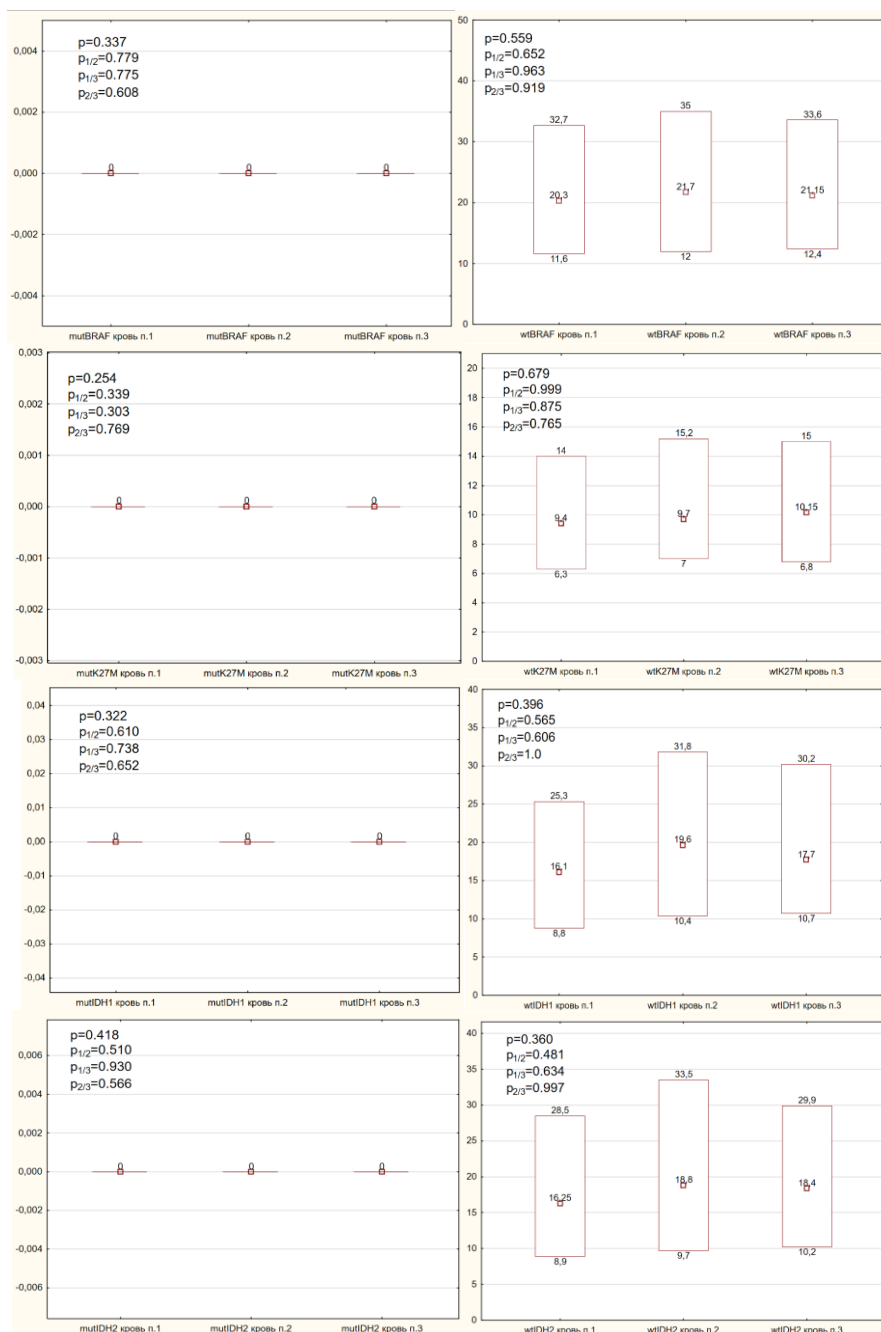 p=0.337
p1/2=0.779
p1/3=0.775
p2/3=0.608
0,004
0,002
0,000
-0,002
-0,004
0
0
0
mutBRAF кровь п.1
mutBRAF кровь п.2
mutBRAF кровь п.3
p=0.559
p1/2=0.652
p1/3=0.963
p2/3=0.919
50
40
30
20
10
0
32,7
35
33,6
20,3
21,7
21,15
11,6
12
12,4
wtBRAF кровь п.1
wtBRAF кровь п.2
wtBRAF кровь п.3
p=0.254
p1/2=0.339
p1/3=0.303
p2/3=0.769
0,003
0,002
0,001
0,000
-0,001
-0,002
-0,003
0
0
0
mutK27M кровь п.1
mutK27M кровь п.2
mutK27M кровь п.3
p=0.679
p1/2=0.999
p1/3=0.875
p2/3=0.765
20
18
16
14
12
10
8
6
4
2
0
14
15,2
15
9,4
9,7
10,15
6,3
7
6,8
wtK27M кровь п.1
wtK27M кровь п.2
wtK27M кровь п.3
p=0.322
p1/2=0.610
p1/3=0.738
p2/3=0.652
0,04
0,03
0,02
0,01
0,00
-0,01
-0,02
-0,03
-0,04
0
0
0
mutIDH1 кровь п.1
mutIDH1 кровь п.2
mutIDH1 кровь п.3
p=0.396
p1/2=0.565
p1/3=0.606
p2/3=1.0
40
35
30
25
20
15
10
5
0
25,3
31,8
30,2
16,1
19,6
17,7
8,8
10,4
10,7
wtIDH1 кровь п.1
wtIDH1 кровь п.2
wtIDH1 кровь п.3
p=0.418
p1/2=0.510
p1/3=0.930
p2/3=0.566
0,006
0,004
0,002
0,000
-0,002
-0,004
-0,006
0
0
0
mutIDH2 кровь п.1
mutIDH2 кровь п.2
mutIDH2 кровь п.3
p=0.360
p1/2=0.481
p1/3=0.634
p2/3=0.997
40
35
30
25
20
15
10
5
0
28,5
33,5
29,9
16,25
18,8
18,4
8,9
9,7
10,2
wtIDH2 кровь п.1
wtIDH2 кровь п.2
wtIDH2 кровь п.3